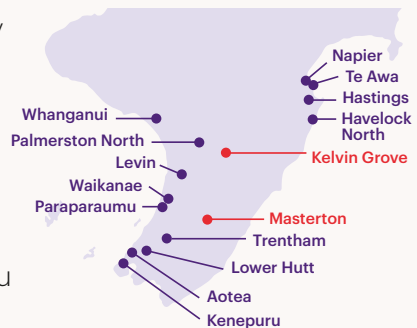 Napier
Te Awa
Hastings
Havelock
North
Whanganui
Palmerston North
Kelvin Grove
Levin
Waikanae
Paraparaumu
Masterton
Trentham
Lower Hutt
Aotea
Kenepuru